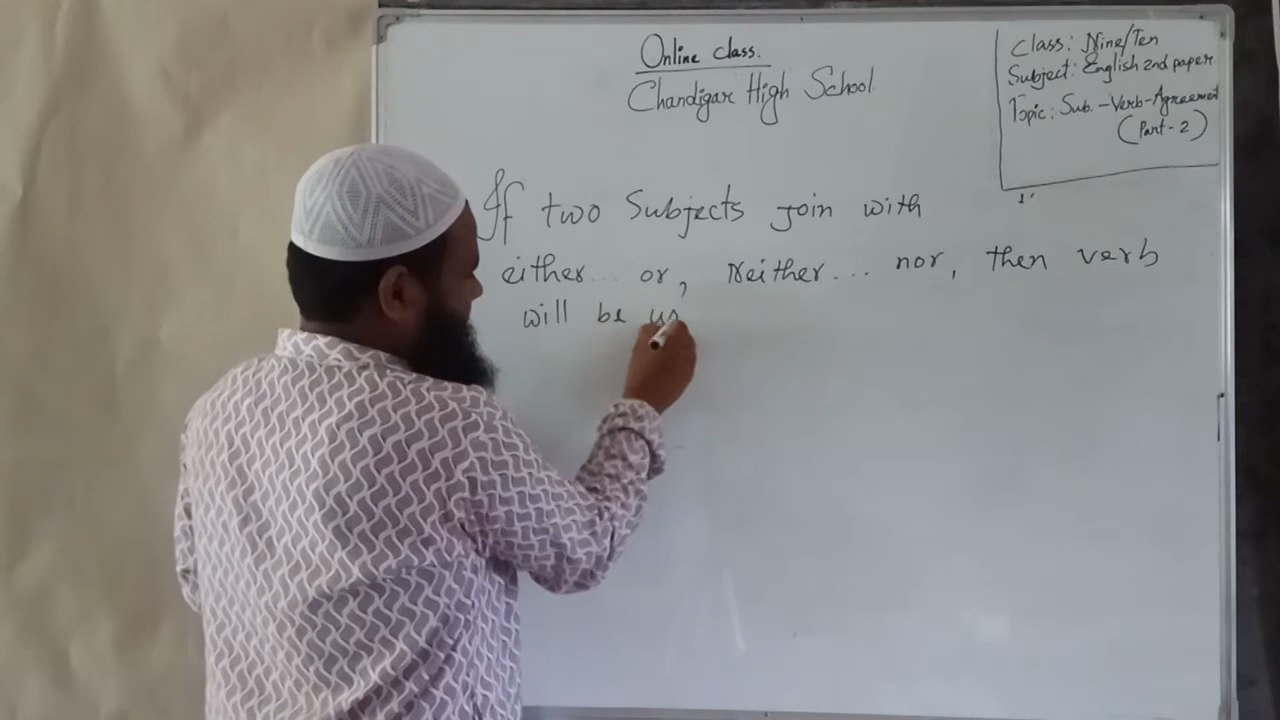 Online class.
Chandigar High School
Class: Nine/Ten
Subject: English 2nd paper
Topic: Sub.-Verb-Agreement
(Part-2)
If two Subjects join with
either... or, Neither... nor, then verb
will be us